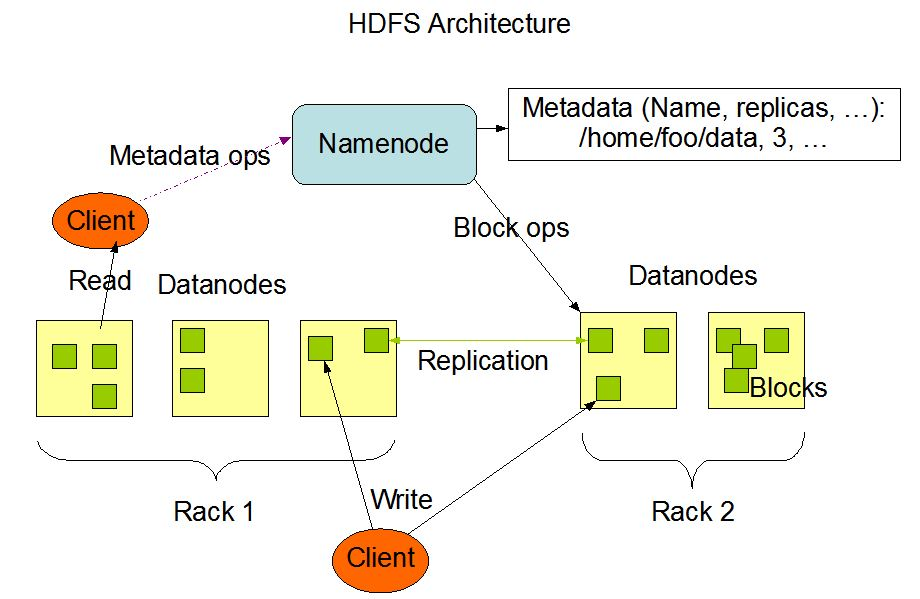 HDFS Architecture
Metadata (Name, replicas, …):
/home/foo/data, 3, …
Namenode
Metadata ops
Client
Block ops
Read
Datanodes
Datanodes
Replication
Blocks
Rack 1
Write
Rack 2
Client